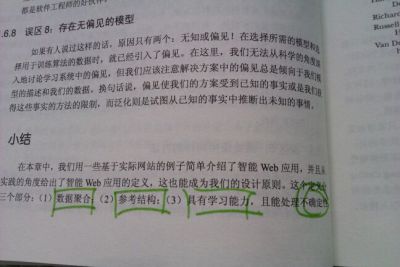 都是软件工程师的好伙伴
.6.8 误区 8：存在无偏见的模型
如果有人说过这样的话，原因只有两个：无知或偏见！在选择所需的模型和选
择用于训练算法的数据时，就已经引入了偏见。在这里，我们无法从科学的角度深
入地讨论学习系统中的偏见，但我们应该注意解决方案中的偏见总是倾向于我们模
型的描述和我们的数据。换句话说，偏见使我们的方案受到已知的事实或是我们获
得这些事实的方法的限制，而泛化则是试图从已知的事实中推断出未知的事情。
小结
在本章中，我们用一些基于实际网站的例子简单介绍了智能 Web 应用，并且从
实践的角度给出了智能 Web 应用的定义，这也能成为我们的设计原则。这个定义分
三个部分：（1）数据聚合；（2）参考结构；（3）具有学习能力，且能处理不确定性
Richard
Russell
Van De